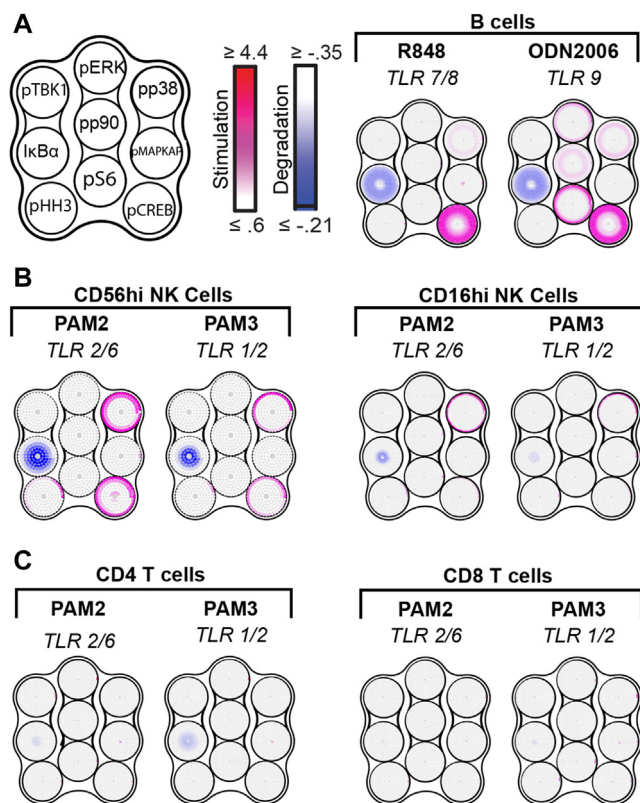 A
pERK
pTBK1
pp38
pp90
IκBα
pMAPKAP
pS6
pHH3
pCREB
≥ 4.4
Stimulation
≤ .6
≥ -.35
Degradation
≤ -.21
B cells
R848
ODN2006
TLR 7/8
TLR 9
B
CD56hi NK Cells
PAM2
PAM3
TLR 2/6
TLR 1/2
CD16hi NK Cells
PAM2
PAM3
TLR 2/6
TLR 1/2
C
CD4 T cells
PAM2
PAM3
TLR 2/6
TLR 1/2
CD8 T cells
PAM2
PAM3
TLR 2/6
TLR 1/2